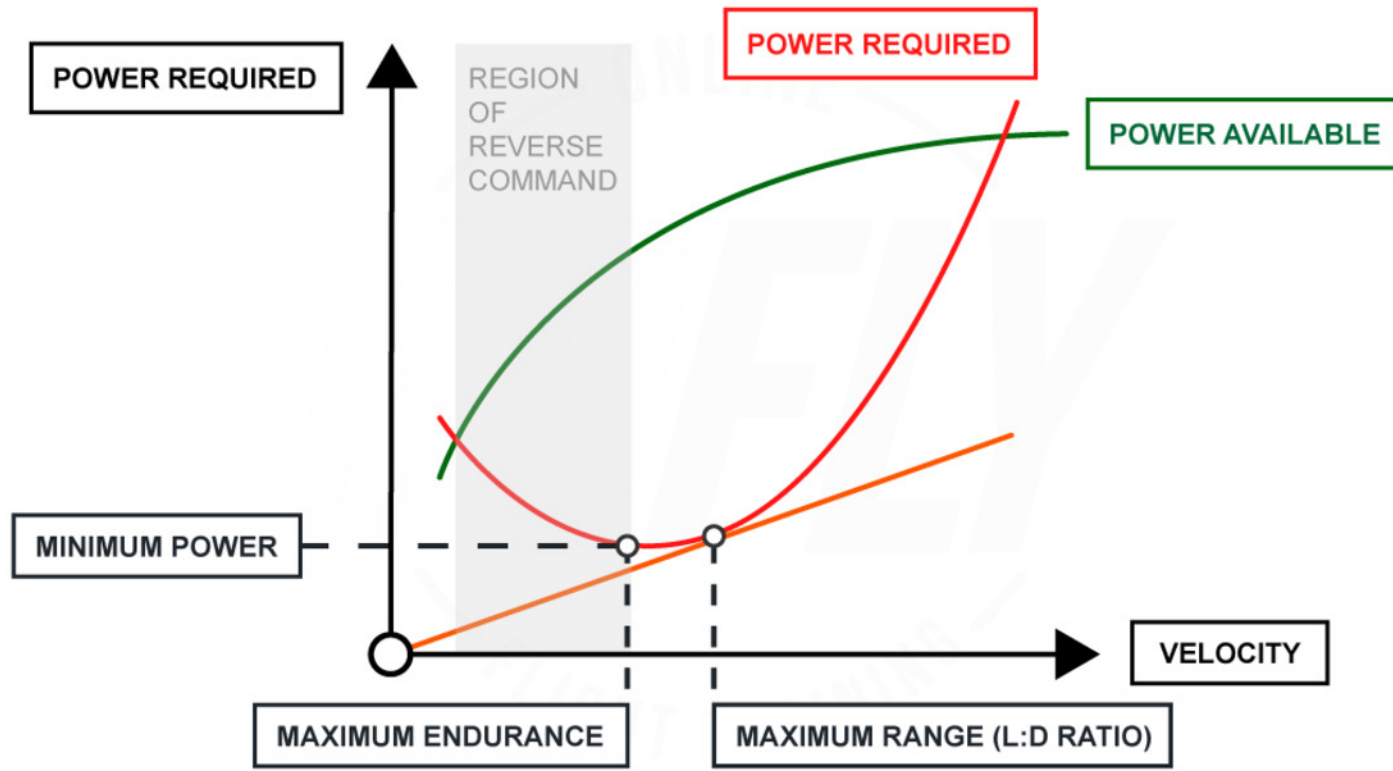 POWER REQUIRED
POWER REQUIRED
REGION
OF
REVERSE
COMMAND
POWER AVAILABLE
MINIMUM POWER
VELOCITY
MAXIMUM ENDURANCE
MAXIMUM RANGE (L:D RATIO)